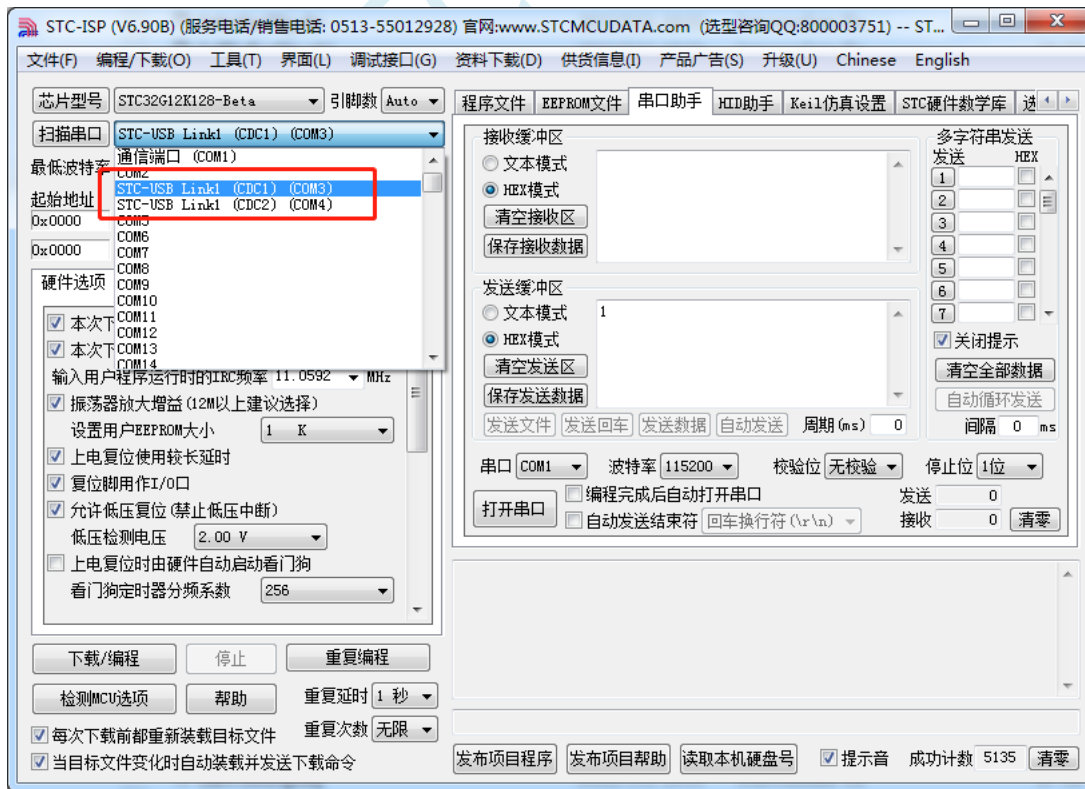 STC-ISP (V6.90B) (服务电话/销售电话: 0513-55012928) 官网:www.STCMCUDATA.com (选型咨询QQ:800003751) -- ST...
文件(F) 编程/下载(O) 工具(T) 界面(L) 调试接口(G) 资料下载(D) 供货信息(I) 产品广告(S) 升级(U) Chinese English
芯片型号 STC32G12K128-Beta 引脚数 Auto
扫描串口 STC-USB Link1 (CDC1) (COM3)
最低波特率
起始地址
0x0000
0x0000
通信端口 (COM1)
COM2
STC-USB Link1 (CDC1) (COM3)
STC-USB Link1 (CDC2) (COM4)
COM5
COM6
COM7
COM8
COM9
COM10
COM11
COM12
COM13
COM14
硬件选项
本次下
本次下
输入用户程序运行时的IRC频率 11.0592 MHz
振荡器放大增益(12M以上建议选择)
设置用户EEPROM大小 1 K
上电复位使用较长延时
复位脚用作I/O口
允许低压复位(禁止低压中断)
低压检测电压 2.00 V
上电复位时由硬件自动启动看门狗
看门狗定时器分频系数 256
下载/编程 停止 重复编程
检测MCU选项 帮助 重复延时 1 秒
每次下载前都重新装载目标文件 重复次数 无限
当目标文件变化时自动装载并发送下载命令
程序文件 EEPROM文件 串口助手 HID助手 Keil仿真设置 STC硬件数学库
接收缓冲区
文本模式
HEX模式
清空接收区
保存接收数据
发送缓冲区
文本模式 1
HEX模式
清空发送区
保存发送数据
发送文件 发送回车 发送数据 自动发送 周期(ms) 0
多字符串发送
发送 HEX
1
2
3
4
5
6
7
关闭提示
清空全部数据
自动循环发送
间隔 0 ms
串口 COM1 波特率 115200 校验位 无校验 停止位 1位
打开串口 编程完成后自动打开串口 发送 0
自动发送结束符 回车换行符(\r\n) 接收 0 清零
发布项目程序 发布项目帮助 读取本机硬盘号 提示音 成功计数 5135 清零